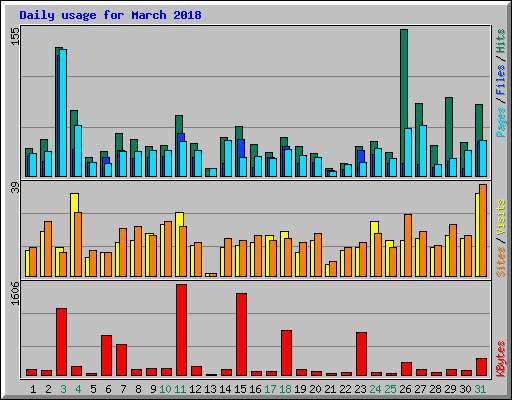 Daily usage for March 2018
155
Pages / Files / Hits
39
Sites / Visits
1606
KBytes
1 2 3 4 5 6 7 8 9 10 11 12 13 14 15 16 17 18 19 20 21 22 23 24 25 26 27 28 29 30 31